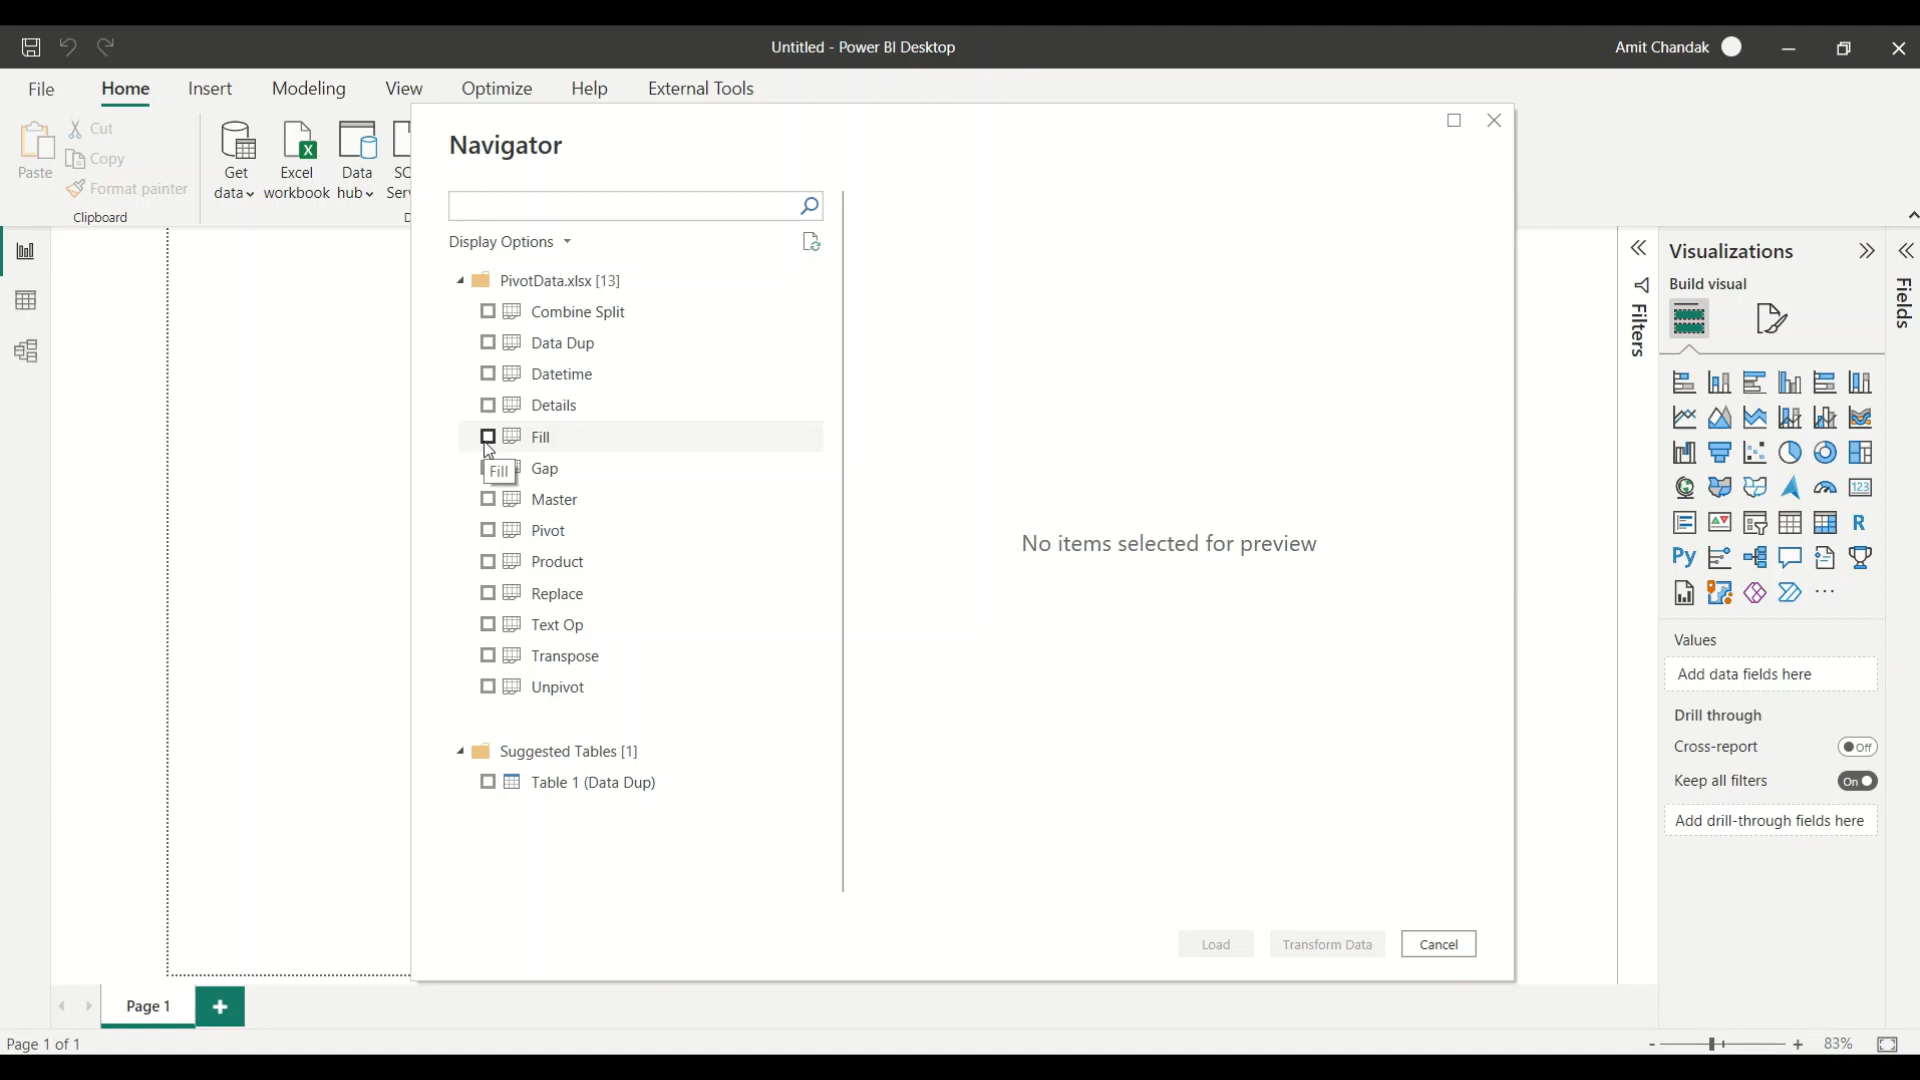 Untitled - Power BI Desktop
Amit Chandak
File
Home
Insert
Modeling
View
Optimize
Help
External Tools
Paste
Cut
Copy
Format painter
Clipboard
Get
data
Excel
workbook
Data
hub
Navigator
Display Options
PivotData.xlsx [13]
Combine Split
Data Dup
Datetime
Details
Fill
Gap
Fill
Master
Pivot
Product
Replace
Text Op
Transpose
Unpivot
Suggested Tables [1]
Table 1 (Data Dup)
No items selected for preview
Load
Transform Data
Cancel
Filters
Visualizations
Build visual
123
R
Py
...
Values
Add data fields here
Drill through
Cross-report
Off
Keep all filters
On
Add drill-through fields here
Fields
Page 1
+
Page 1 of 1
- + 83%